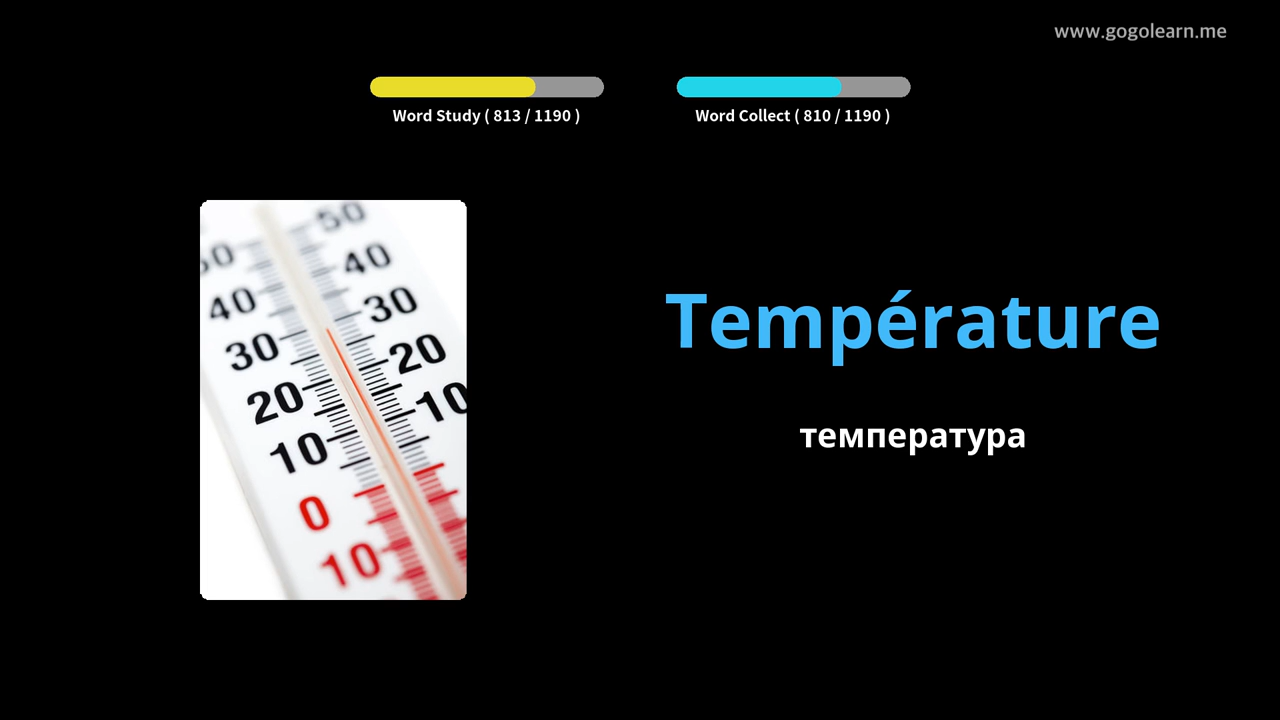 www.gogolearn.me
Word Study ( 813 / 1190 )
Word Collect ( 810 / 1190 )
50
40
40
30
30
20
20
10
10
0
10
Température
температура